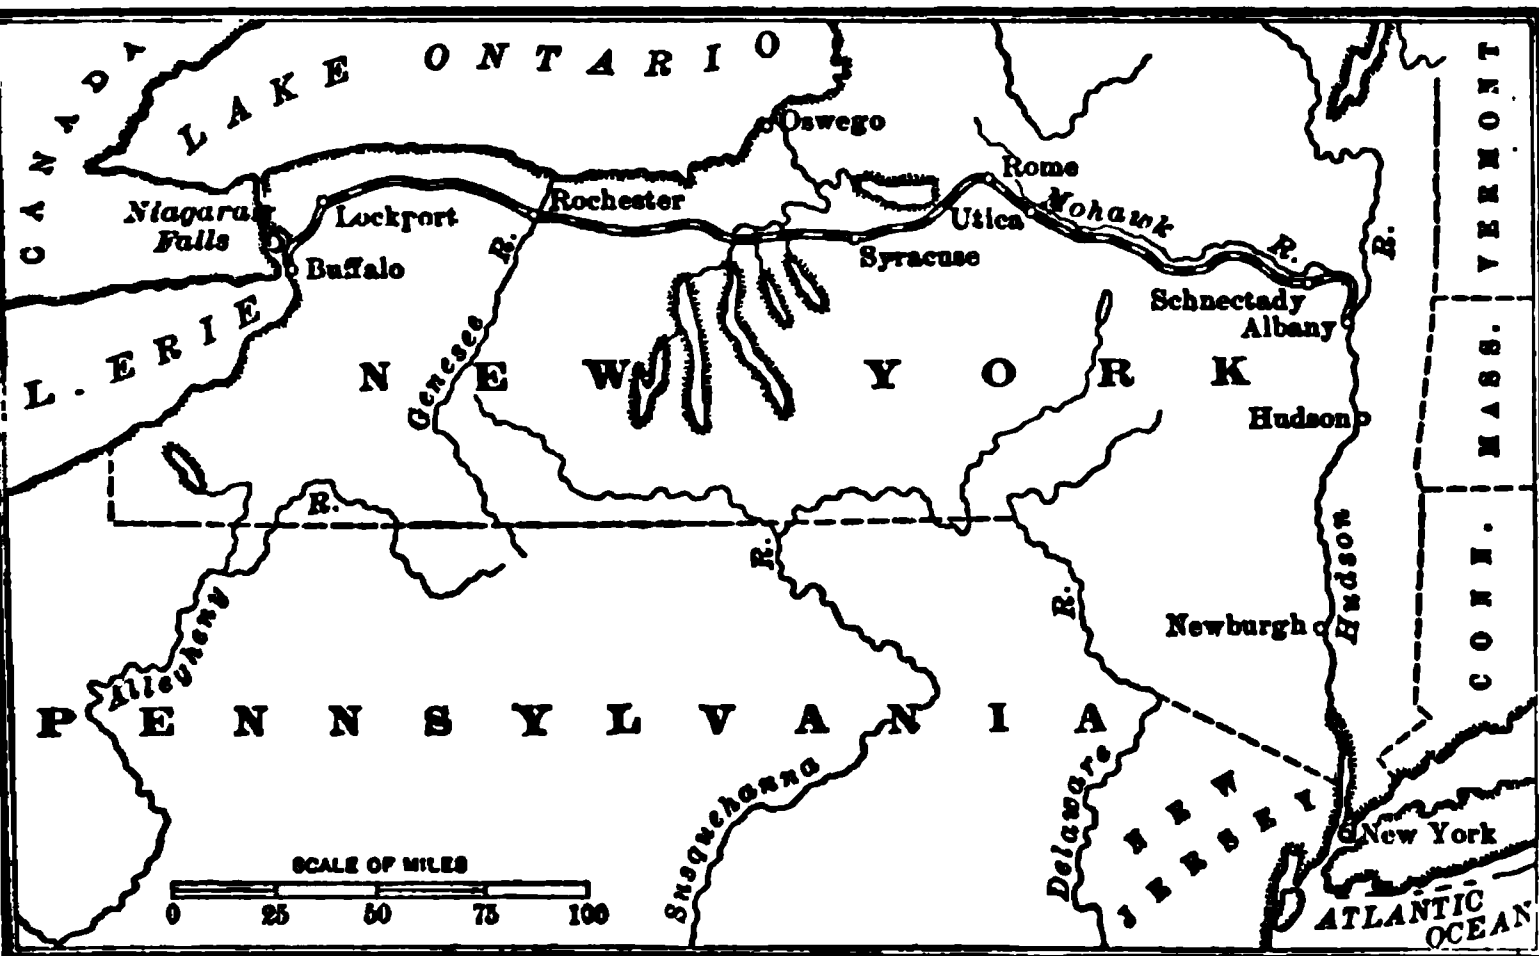 CANADA
LAKE ONTARIO
Oswego
Rome
Niagara
Falls
Lockport
Rochester
Utica
Mohawk R.
R.
Buffalo
R.
Syracuse
Schnectady
Albany
L. ERIE
Genesee
NEW YORK
Hudson
VERMONT
MASS.
CONN.
R.
R.
R.
Hudson
Newburgh
Alleyheny
PENNSYLVANIA
Susquehanna
Delaware
NEW
JERSEY
New York
SCALE OF MILES
0 25 50 75 100
ATLANTIC
OCEAN